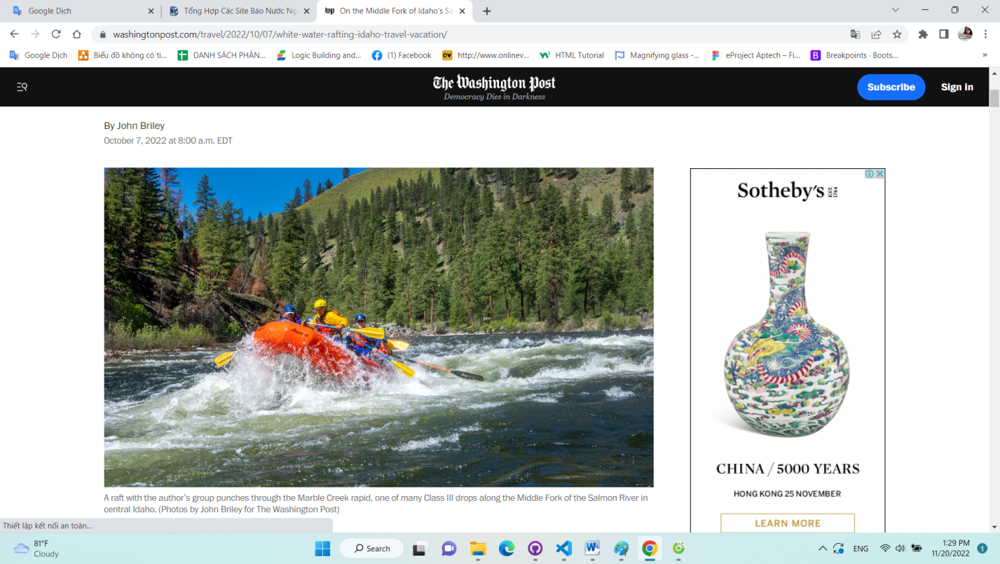 Google Dịch
Tổng Hợp Các Site Báo Nước Ng
On the Middle Fork of Idaho's Sa
washingtonpost.com/travel/2022/10/07/white-water-rafting-idaho-travel-vacation/
Google Dịch
Biểu đồ không có ti...
DANH SÁCH PHÂN...
Logic Building and...
(1) Facebook
http://www.onlinev...
HTML Tutorial
Magnifying glass -...
eProject Aptech – Fi...
Breakpoints · Boots...
»
The Washington Post
Democracy Dies in Darkness
Subscribe
Sign in
By John Briley
October 7, 2022 at 8:00 a.m. EDT
Sotheby's EST. 1744
CHINA / 5000 YEARS
HONG KONG 25 NOVEMBER
LEARN MORE
A raft with the author's group punches through the Marble Creek rapid, one of many Class III drops along the Middle Fork of the Salmon River in
central Idaho. (Photos by John Briley for The Washington Post)
Thiết lập kết nối an toàn...
81°F
Cloudy
Search
ENG
1:29 PM
11/20/2022
1